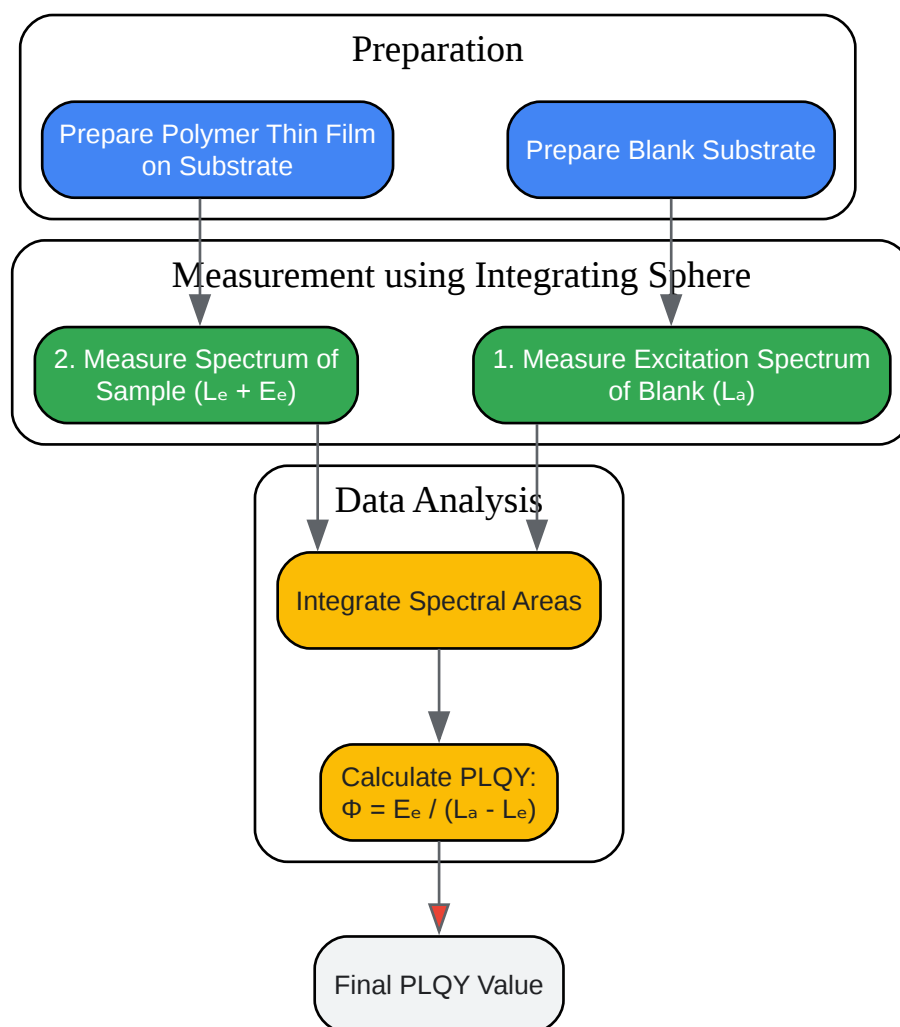 Preparation
Prepare Polymer Thin Film
on Substrate
Prepare Blank Substrate
Measurement using Integrating Sphere
2. Measure Spectrum of
Sample (Lₑ + Eₑ)
1. Measure Excitation Spectrum
of Blank (Lₐ)
Data Analysis
Integrate Spectral Areas
Calculate PLQY:
Φ = Eₑ / (Lₐ - Lₑ)
Final PLQY Value